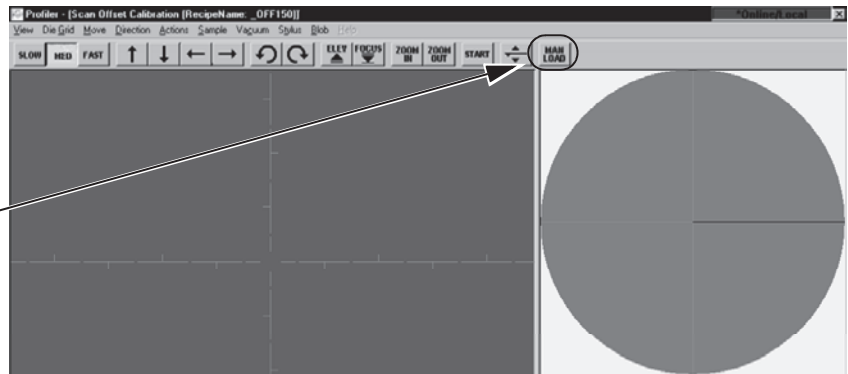 Profiler - [Scan Offset Calibration [RecipeName: _OFF150]]
*Online/Local
View Die Grid Move Direction Actions Sample Vacuum Stylus Blob Help
SLOW MED FAST ELEV FOCUS ZOOM IN ZOOM OUT START MAN LOAD